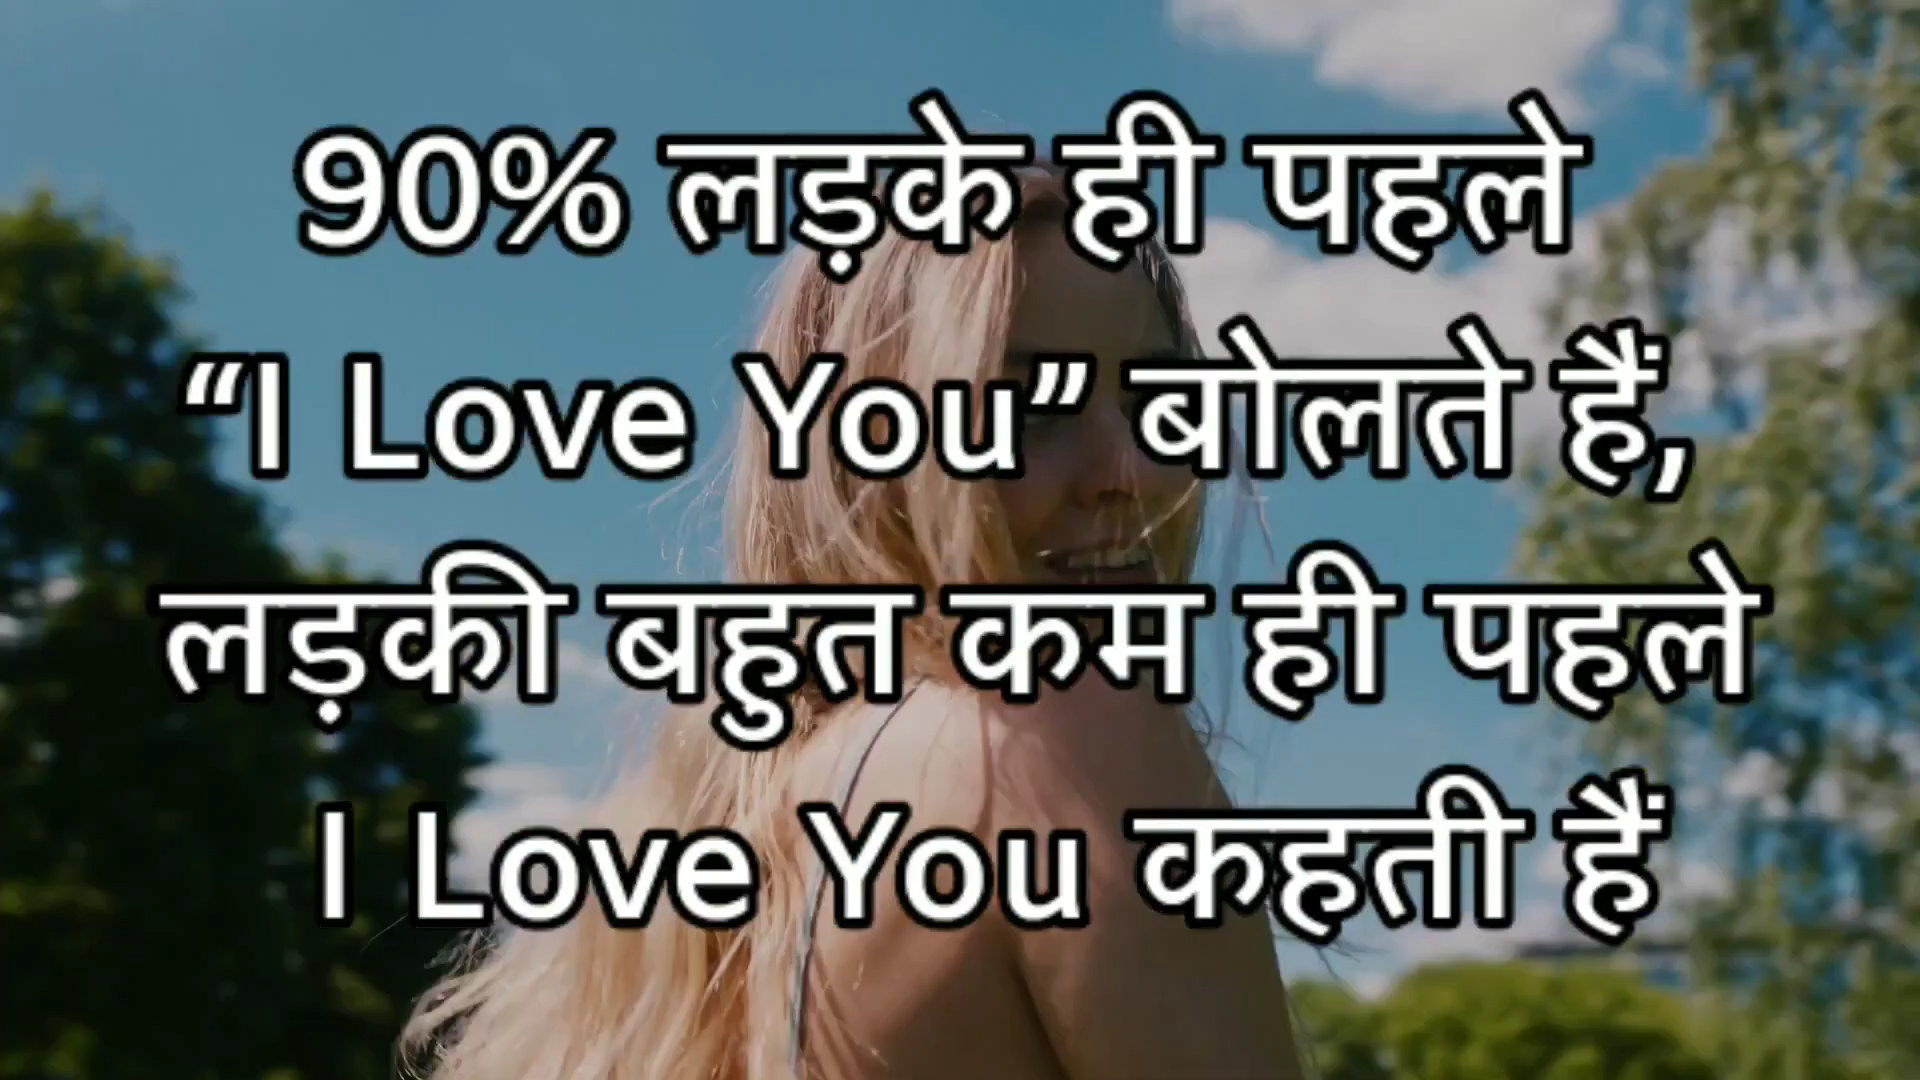 90% लड़के ही पहले
“I Love You” बोलते हैं,
लड़की बहुत कम ही पहले
I Love You कहती हैं